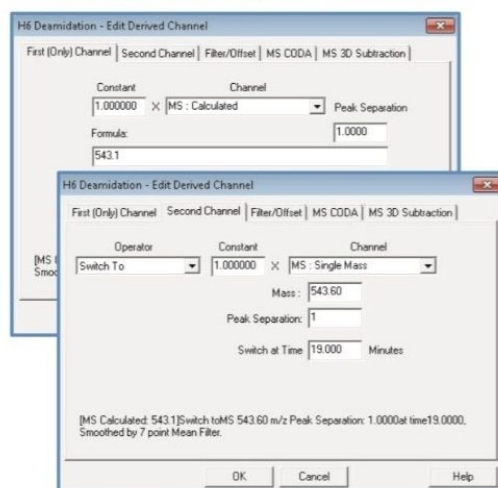 H6 Deamidation - Edit Derived Channel
First (Only) Channel Second Channel Filter/Offset MS CODA MS 3D Subtraction
Constant Channel
1.000000 X MS : Calculated Peak Separation
Formula: 1.0000
543.1
[MS
Smoo
H6 Deamidation - Edit Derived Channel
First (Only) Channel Second Channel Filter/Offset MS CODA MS 3D Subtraction
Operator Constant Channel
Switch To 1.000000 X MS : Single Mass
Mass : 543.60
Peak Separation: 1
Switch at Time 19.000 Minutes
[MS Calculated: 543.1]Switch toMS 543.60 m/z Peak Separation: 1.0000at time19.0000,
Smoothed by 7 point Mean Filter.
OK Cancel Help